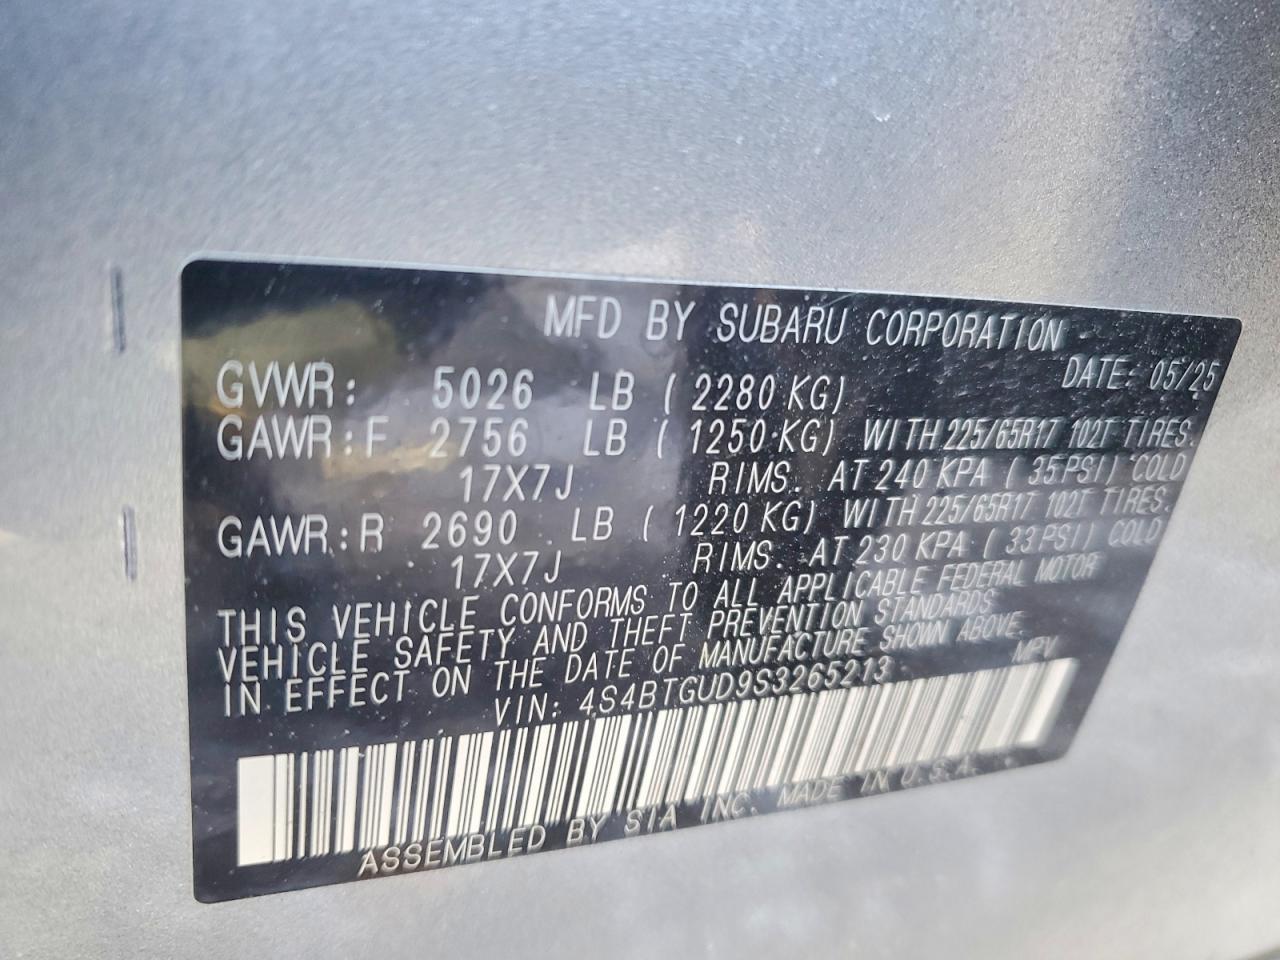 MFD BY SUBARU CORPORATION
DATE: 05/25
GVWR: 5026 LB ( 2280 KG)
GAWR:F 2756 LB ( 1250 KG) WITH 225/65R17 102T TIRES.
17X7J RIMS. AT 240 KPA ( 35PSI) COLD
GAWR:R 2690 LB ( 1220 KG) WITH 225/65R17 102T TIRES.
17X7J RIMS. AT 230 KPA ( 33PSI) COLD
THIS VEHICLE CONFORMS TO ALL APPLICABLE FEDERAL MOTOR
VEHICLE SAFETY AND THEFT PREVENTION STANDARDS
IN EFFECT ON THE DATE OF MANUFACTURE SHOWN ABOVE.
VIN: 4S4BTGUD9S3265213 MPV
ASSEMBLED BY SIA INC. MADE IN U.S.A.